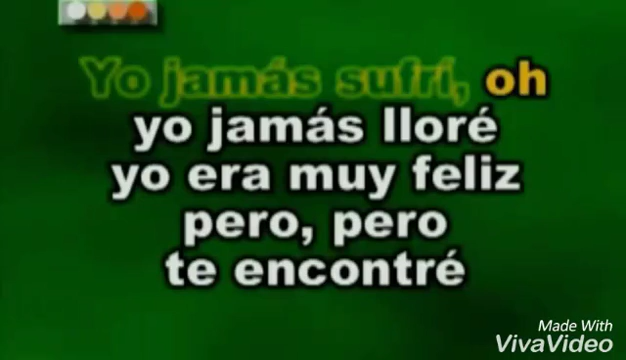 Yo jamás sufrí, oh
yo jamás lloré
yo era muy feliz
pero, pero
te encontré
Made With
VivaVideo